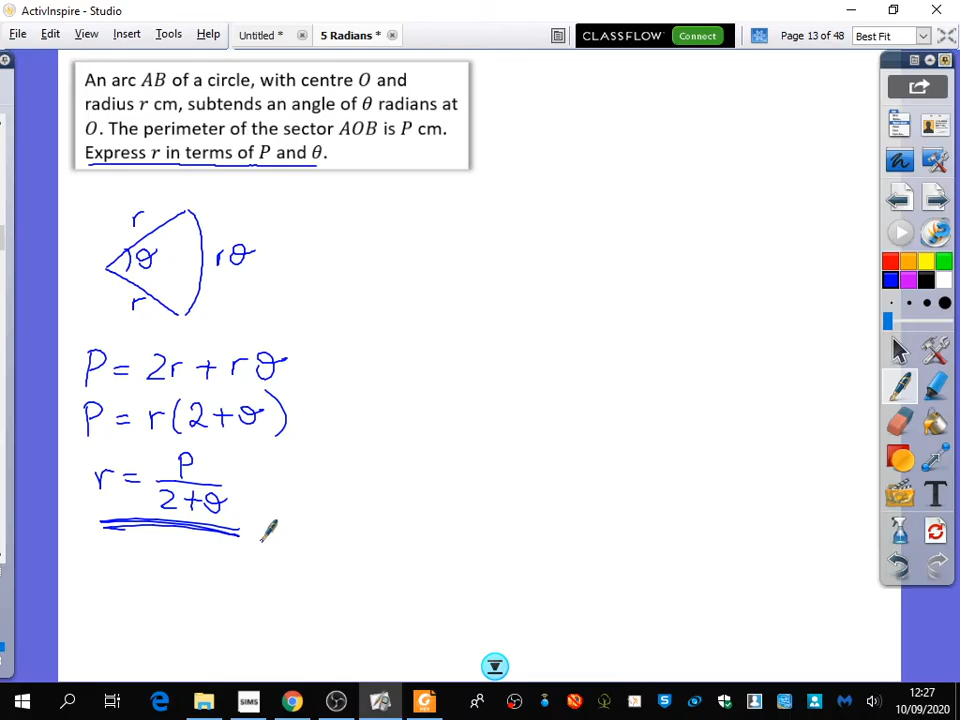 ActivInspire - Studio
File Edit View Insert Tools Help
Untitled *
5 Radians *
CLASSFLOW Connect
Page 13 of 48
Best Fit
An arc AB of a circle, with centre O and
radius r cm, subtends an angle of θ radians at
O. The perimeter of the sector AOB is P cm.
Express r in terms of P and θ.
r
θ
rθ
r
P = 2r + rθ
P = r(2+θ)
r = P/(2+θ)
SIMS
12:27
10/09/2020